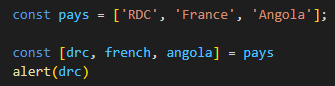 const pays = ['RDC', 'France', 'Angola'];
const [drc, french, angola] = pays
alert(drc)